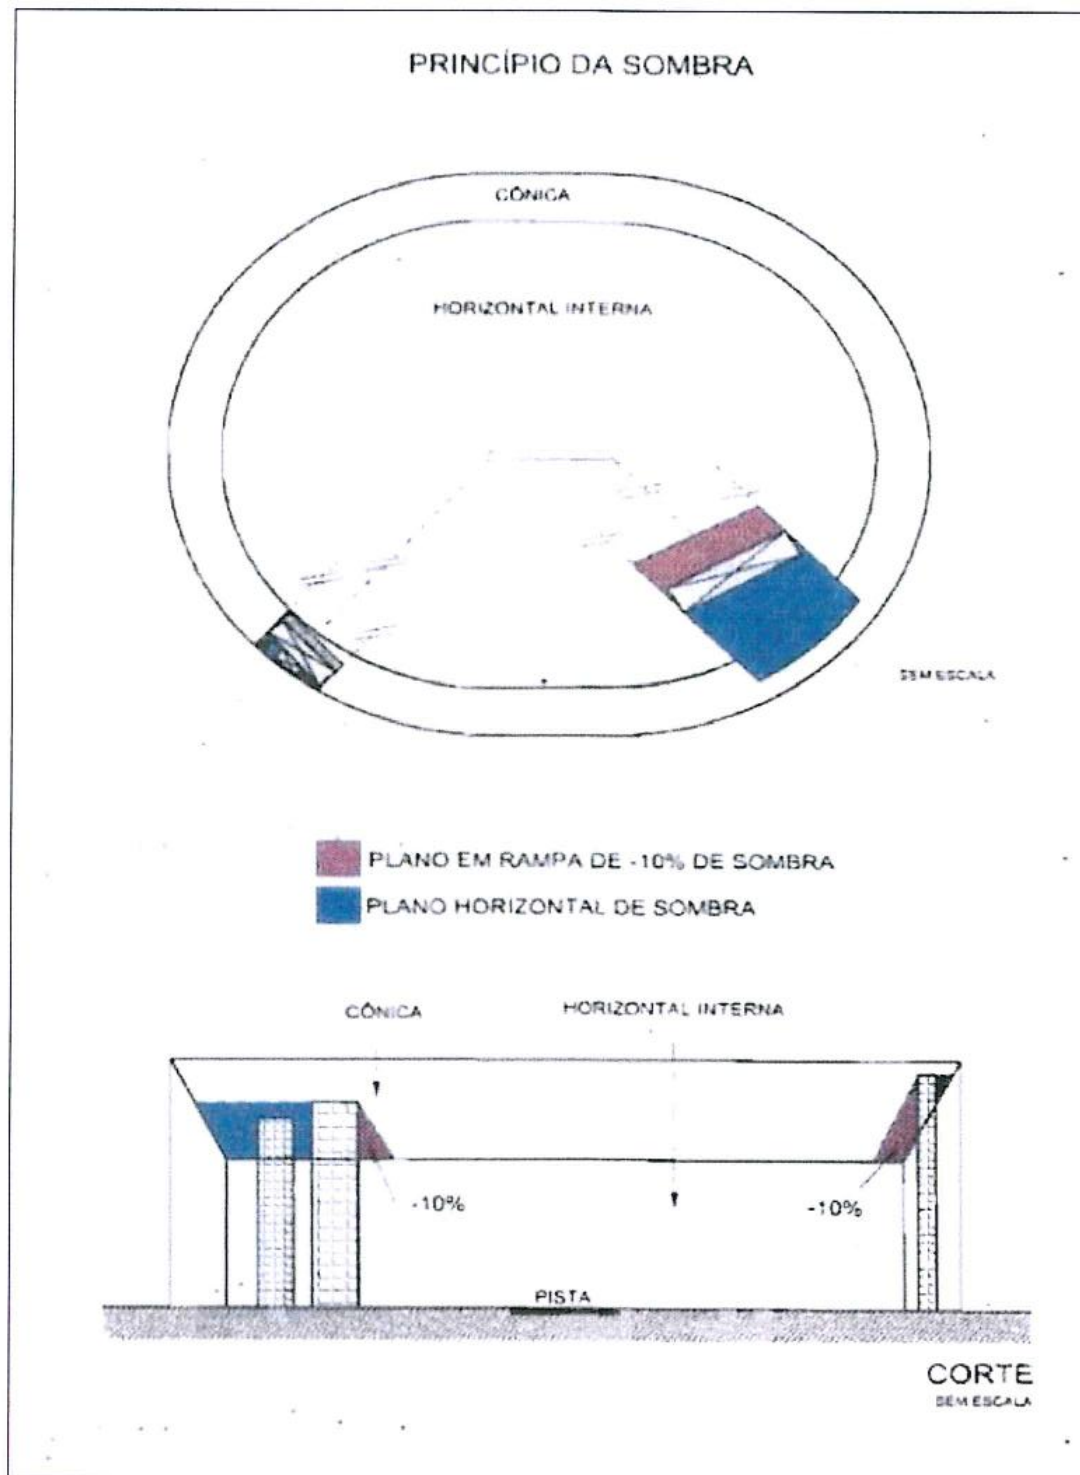 PRINCÍPIO DA SOMBRA
CÔNICA
HORIZONTAL INTERNA
SEM ESCALA
PLANO EM RAMPA DE -10% DE SOMBRA
PLANO HORIZONTAL DE SOMBRA
CÔNICA
HORIZONTAL INTERNA
-10%
-10%
PISTA
CORTE
SEM ESCALA